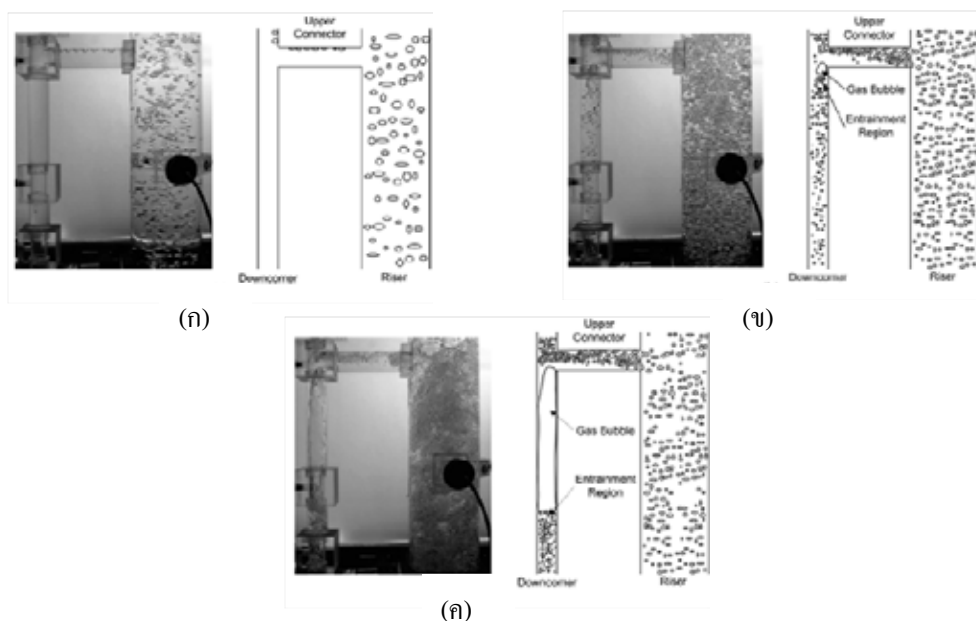 Upper
Connector
Downcomer
Riser
(ก)
Upper
Connector
Gas Bubble
Entrainment
Region
Downcomer
Riser
(ข)
Upper
Connector
Gas Bubble
Entrainment
Region
Downcomer
Riser
(ค)